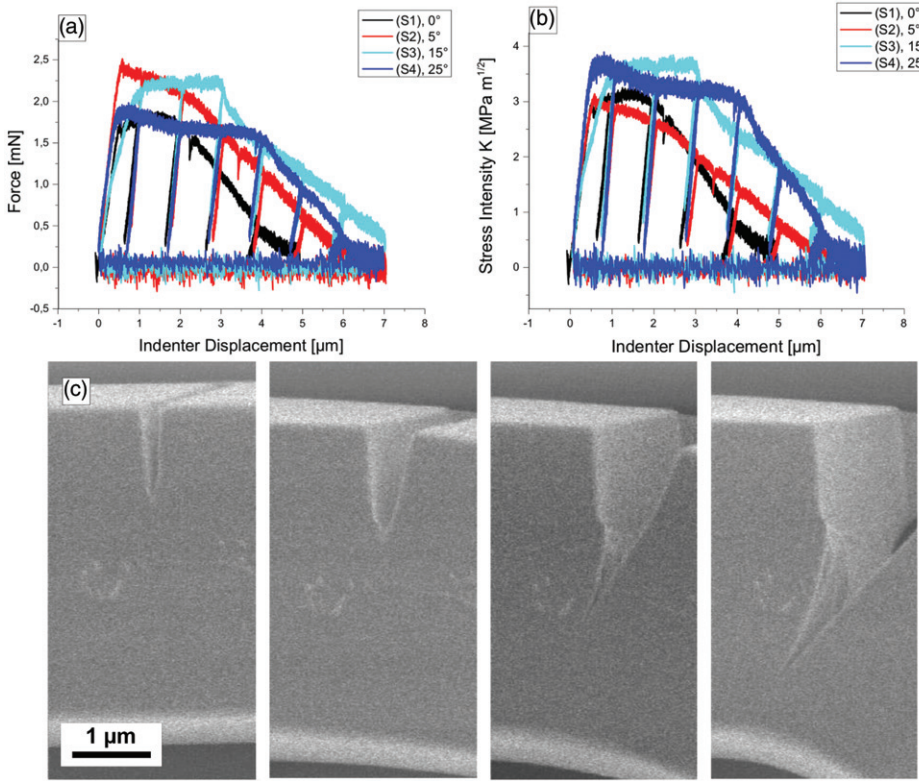 (a)
(S1), 0°
(S2), 5°
(S3), 15°
(S4), 25°
2,5
2,0
1,5
1,0
0,5
0,0
-0,5
Force [mN]
-1 0 1 2 3 4 5 6 7 8
Indenter Displacement [µm]
(b)
(S1), 0°
(S2), 5°
(S3), 15
(S4), 25
4
3
2
1
0
Stress Intensity K [MPa m1/2]
-1 0 1 2 3 4 5 6 7 8
Indenter Displacement [µm]
(c)
1 µm